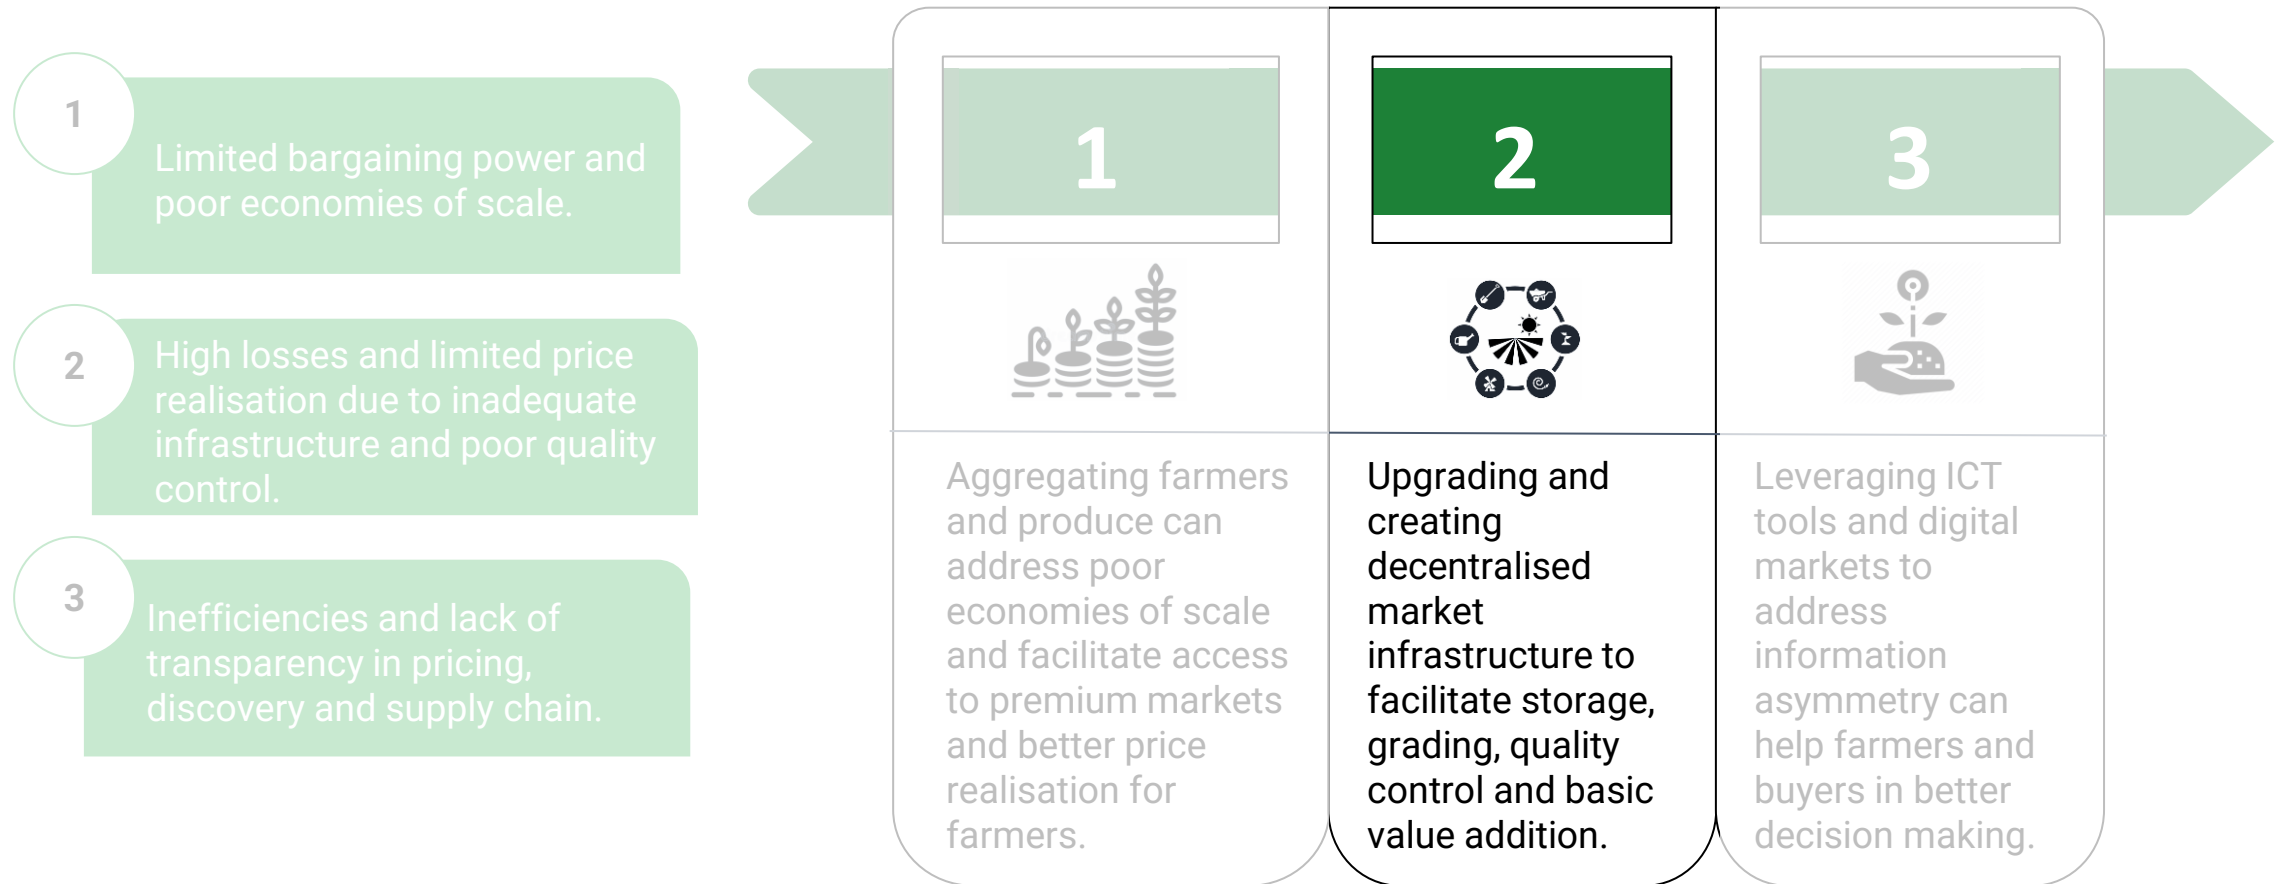 1
Limited bargaining power and
poor economies of scale.
2
High losses and limited price
realisation due to inadequate
infrastructure and poor quality
control.
3
Inefficiencies and lack of
transparency in pricing,
discovery and supply chain.
1
Aggregating farmers
and produce can
address poor
economies of scale
and facilitate access
to premium markets
and better price
realisation for
farmers.
2
Upgrading and
creating
decentralised
market
infrastructure to
facilitate storage,
grading, quality
control and basic
value addition.
3
Leveraging ICT
tools and digital
markets to
address
information
asymmetry can
help farmers and
buyers in better
decision making.